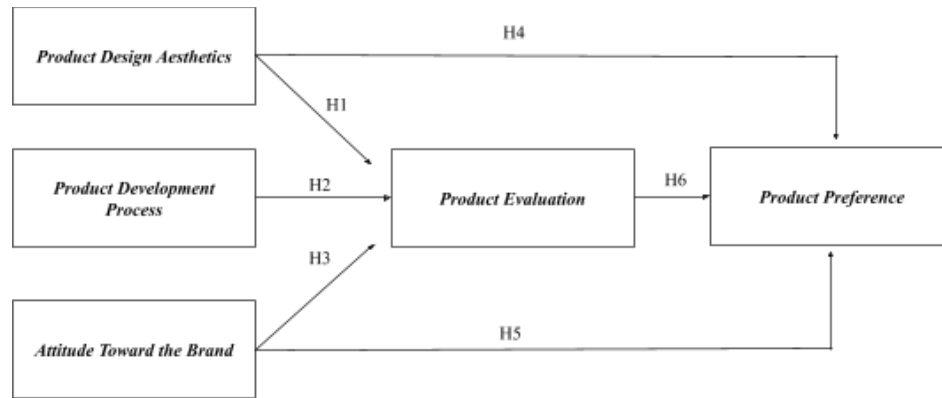 H4
Product Design Aesthetics
H1
Product Development
Process
H2
Product Evaluation
H6
Product Preference
H3
Attitude Toward the Brand
H5